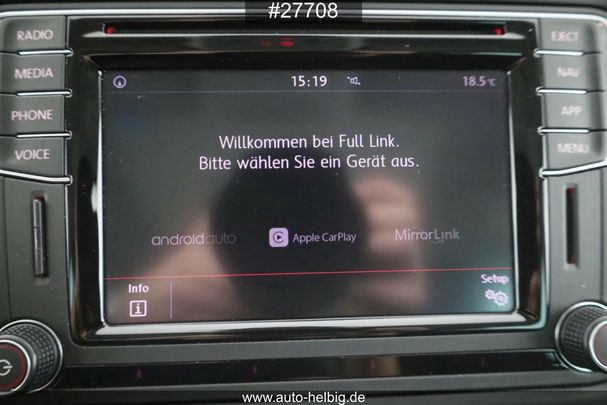 #27708
RADIO
EJECT
MEDIA
NAV
PHONE
APP
VOICE
MENU
15:19
18.5°C
Willkommen bei Full Link.
Bitte wählen Sie ein Gerät aus.
androidauto
Apple CarPlay
MirrorLink
Info
Setup
www.auto-helbig.de